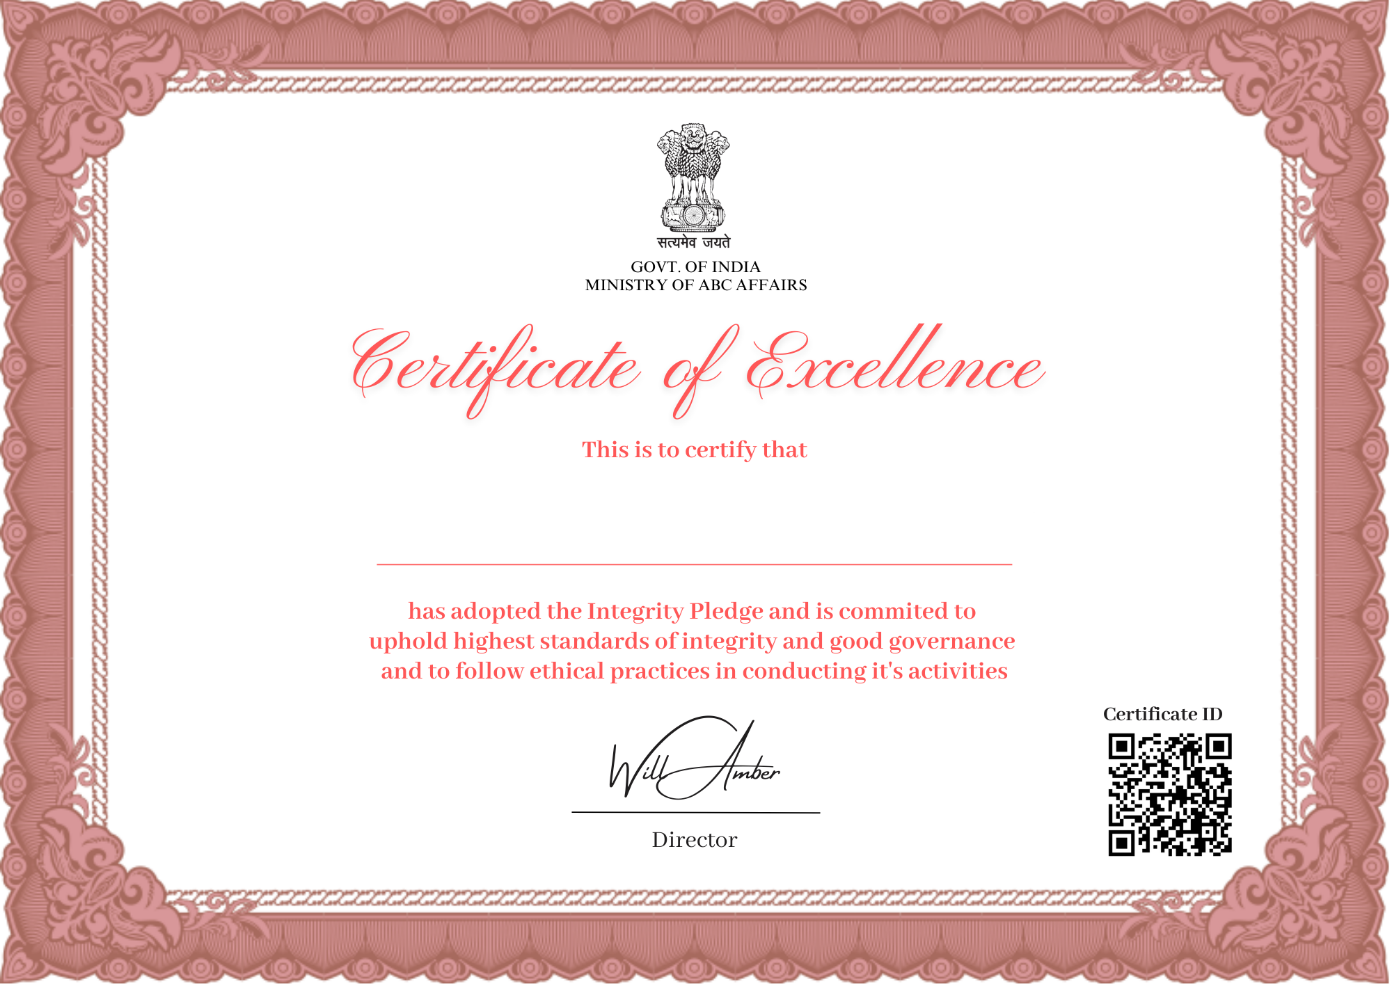 सत्यमेव जयते
GOVT. OF INDIA
MINISTRY OF ABC AFFAIRS
Certificate of Excellence
This is to certify that
has adopted the Integrity Pledge and is commited to
uphold highest standards of integrity and good governance
and to follow ethical practices in conducting it's activities
Will Amber
Director
Certificate ID